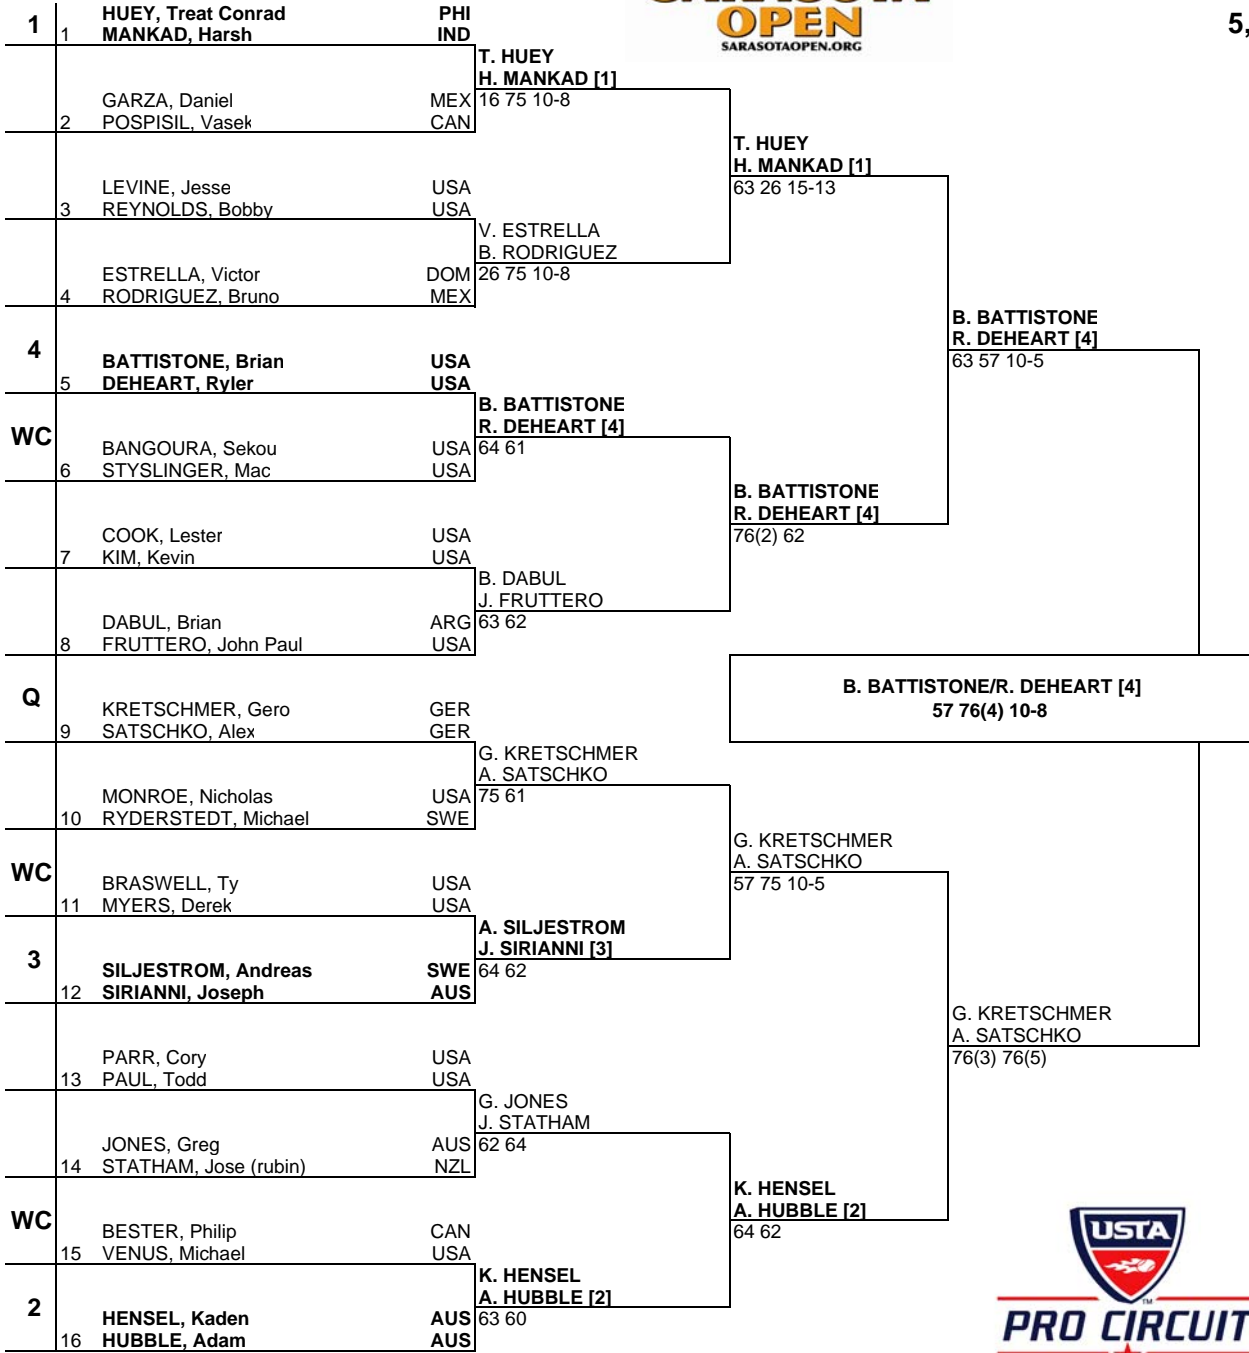 OPEN
SARASOTAOPEN.ORG
5,
1 HUEY, Treat Conrad PHI
1 MANKAD, Harsh IND
T. HUEY
H. MANKAD [1]
16 75 10-8
GARZA, Daniel MEX
2 POSPISIL, Vasek CAN
T. HUEY
H. MANKAD [1]
63 26 15-13
LEVINE, Jesse USA
3 REYNOLDS, Bobby USA
V. ESTRELLA
B. RODRIGUEZ
26 75 10-8
ESTRELLA, Victor DOM
4 RODRIGUEZ, Bruno MEX
B. BATTISTONE
R. DEHEART [4]
63 57 10-5
4 BATTISTONE, Brian USA
5 DEHEART, Ryler USA
B. BATTISTONE
R. DEHEART [4]
64 61
WC BANGOURA, Sekou USA
6 STYSLINGER, Mac USA
B. BATTISTONE
R. DEHEART [4]
76(2) 62
COOK, Lester USA
7 KIM, Kevin USA
B. DABUL
J. FRUTTERO
63 62
DABUL, Brian ARG
8 FRUTTERO, John Paul USA
B. BATTISTONE/R. DEHEART [4]
57 76(4) 10-8
Q KRETSCHMER, Gero GER
9 SATSCHKO, Alex GER
G. KRETSCHMER
A. SATSCHKO
75 61
MONROE, Nicholas USA
10 RYDERSTEDT, Michael SWE
G. KRETSCHMER
A. SATSCHKO
57 75 10-5
WC BRASWELL, Ty USA
11 MYERS, Derek USA
A. SILJESTROM
J. SIRIANNI [3]
64 62
3 SILJESTROM, Andreas SWE
12 SIRIANNI, Joseph AUS
G. KRETSCHMER
A. SATSCHKO
76(3) 76(5)
PARR, Cory USA
13 PAUL, Todd USA
G. JONES
J. STATHAM
62 64
JONES, Greg AUS
14 STATHAM, Jose (rubin) NZL
K. HENSEL
A. HUBBLE [2]
64 62
WC BESTER, Philip CAN
15 VENUS, Michael USA
K. HENSEL
A. HUBBLE [2]
63 60
2 HENSEL, Kaden AUS
16 HUBBLE, Adam AUS
USTA
TM
PRO CIRCUIT